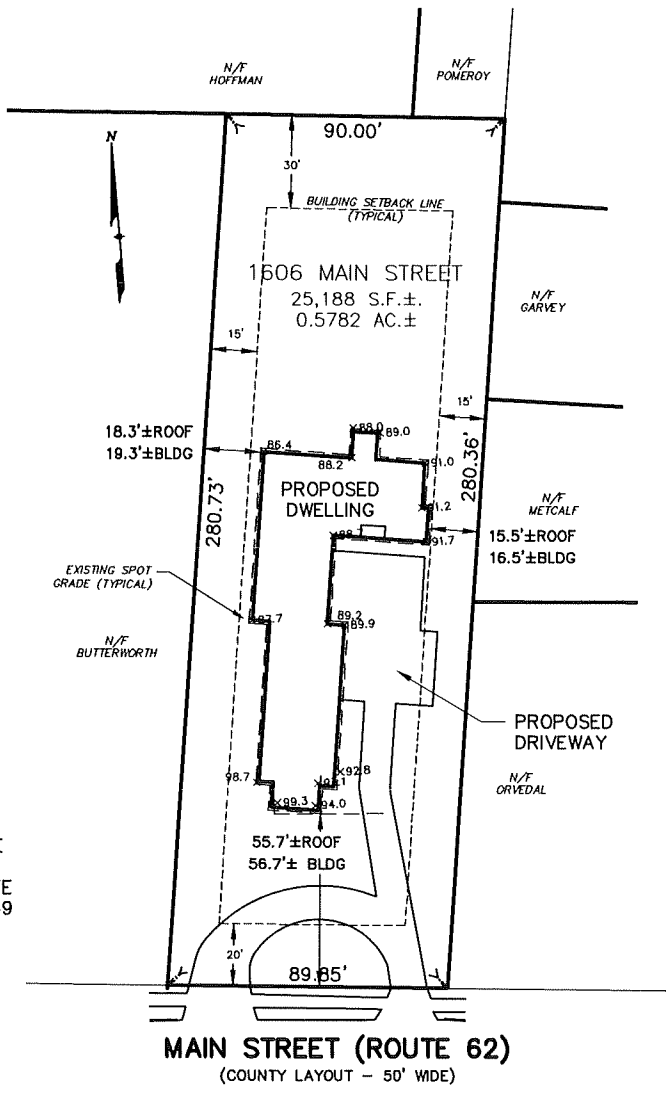 N/F
HOFFMAN
N/F
POMEROY
N
90.00'
30'
BUILDING SETBACK LINE
(TYPICAL)
1606 MAIN STREET
25,188 S.F.±.
0.5782 AC.±
N/F
GARVEY
15'
15'
18.3'±ROOF
19.3'±BLDG
86.4
88.0
89.0
88.2
91.0
280.36'
280.73'
PROPOSED
DWELLING
N/F
METCALF
91.7
15.5'±ROOF
16.5'±BLDG
EXISTING SPOT
GRADE (TYPICAL)
N/F
BUTTERWORTH
89.2
89.9
PROPOSED
DRIVEWAY
N/F
ORVEDAL
98.7
92.8
99.3
94.0
55.7'±ROOF
56.7'± BLDG
20'
89.85'
MAIN STREET (ROUTE 62)
(COUNTY LAYOUT - 50' WIDE)